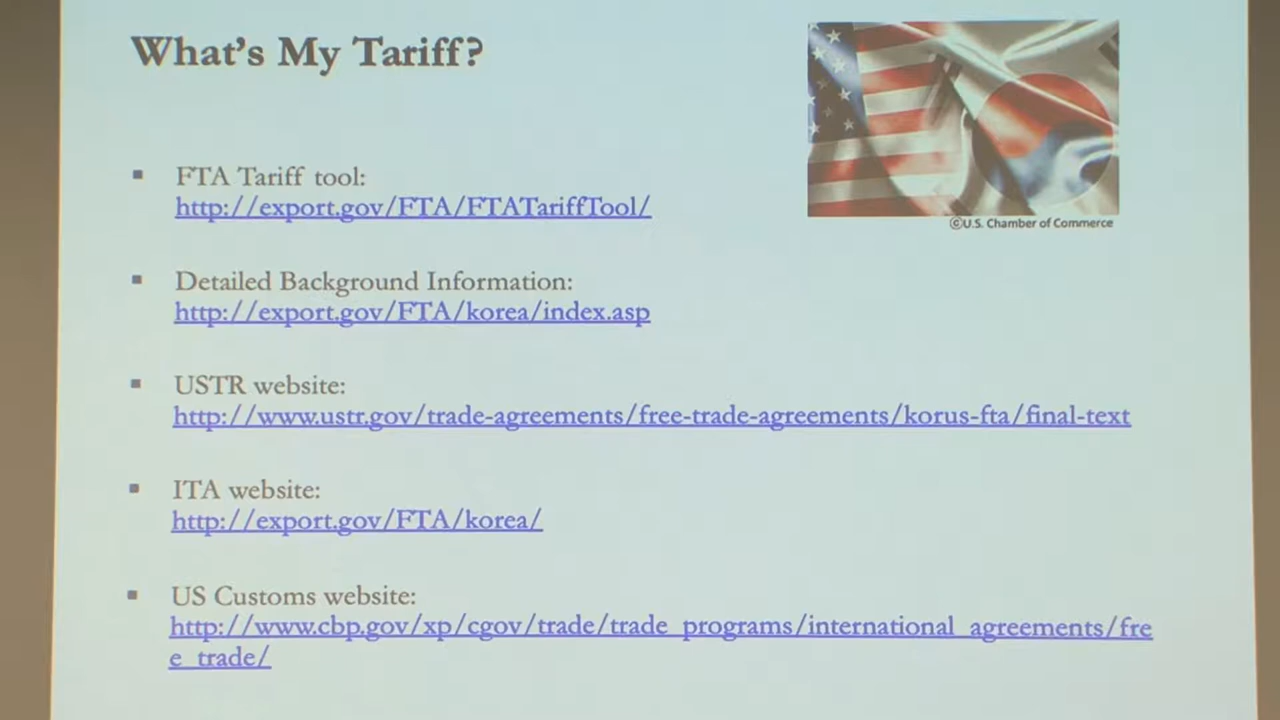 What's My Tariff?
©U.S. Chamber of Commerce
FTA Tariff tool:
http://export.gov/FTA/FTATariffTool/
Detailed Background Information:
http://export.gov/FTA/korea/index.asp
USTR website:
http://www.ustr.gov/trade-agreements/free-trade-agreements/korus-fta/final-text
ITA website:
http://export.gov/FTA/korea/
US Customs website:
http://www.cbp.gov/xp/cgov/trade/trade_programs/international_agreements/fre
e_trade/